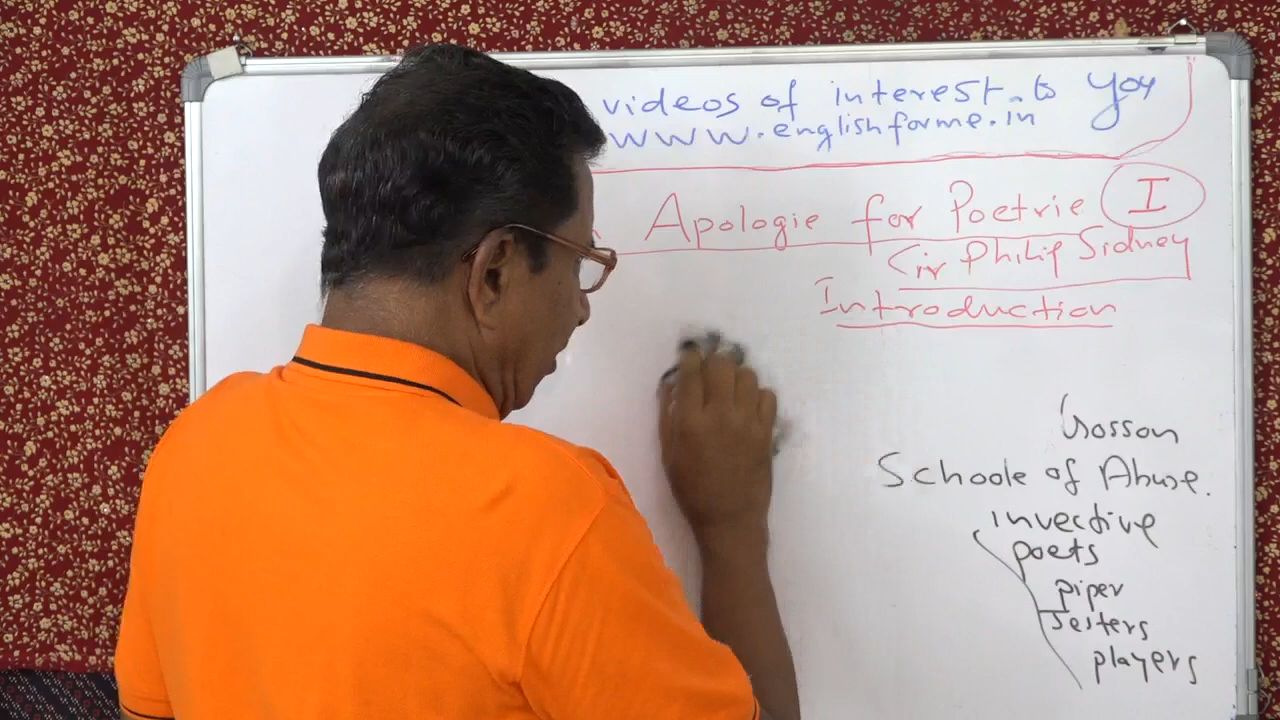 videos of interest to you
www.englishforme.in
Apologie for Poetrie I
Sir Philip Sidney
Introduction
Gosson
Schoole of Abuse.
invective
poets
piper
Jesters
players